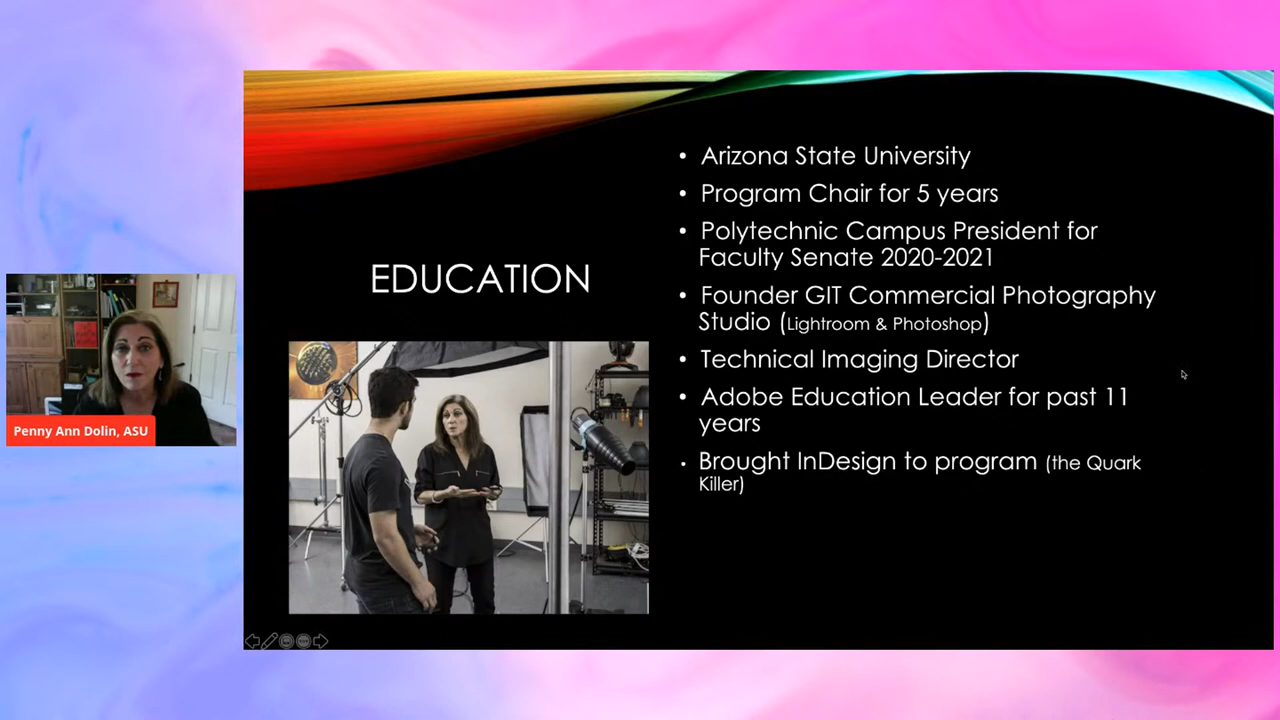 Arizona State University
Program Chair for 5 years
Polytechnic Campus President for
Faculty Senate 2020-2021
EDUCATION
Founder GIT Commercial Photography
Studio (Lightroom & Photoshop)
Technical Imaging Director
Adobe Education Leader for past 11
years
Brought InDesign to program (the Quark
Killer)
Penny Ann Dolin, ASU